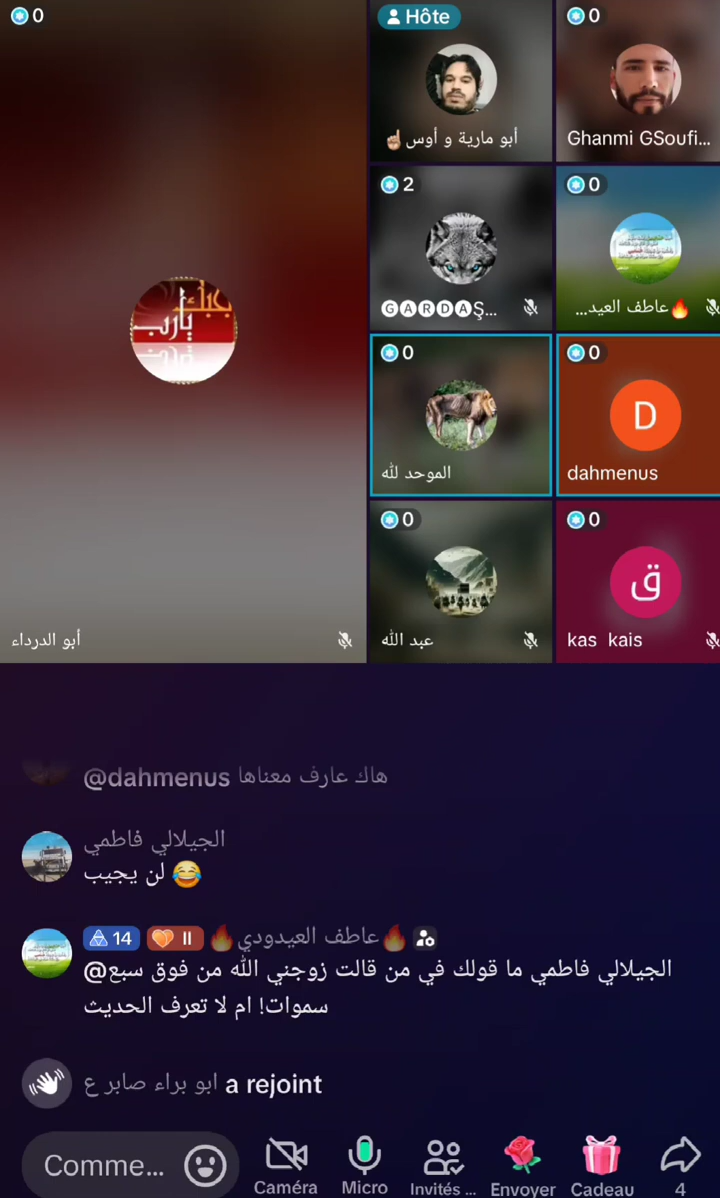 0
Hôte
أبو مارية و أوس☝🏼
0
Ghanmi GSoufi...
2
🅖🅐🅡🅓🅐Ş...
0
🔥عاطف العيد...
0
الموحد لله
0
D
dahmenus
أبو الدرداء
0
عبد الله
0
ق
kas kais
@dahmenus هاك عارف معناها
الجيلالي فاطمي
لن يجيب 😂
14 II 🔥عاطف العيدودي🔥
@الجيلالي فاطمي ما قولك في من قالت زوجني الله من فوق سبع
سموات! ام لا تعرف الحديث
ابو براء صابر ع a rejoint
Comme...
Caméra
Micro
Invités ...
Envoyer
Cadeau
4